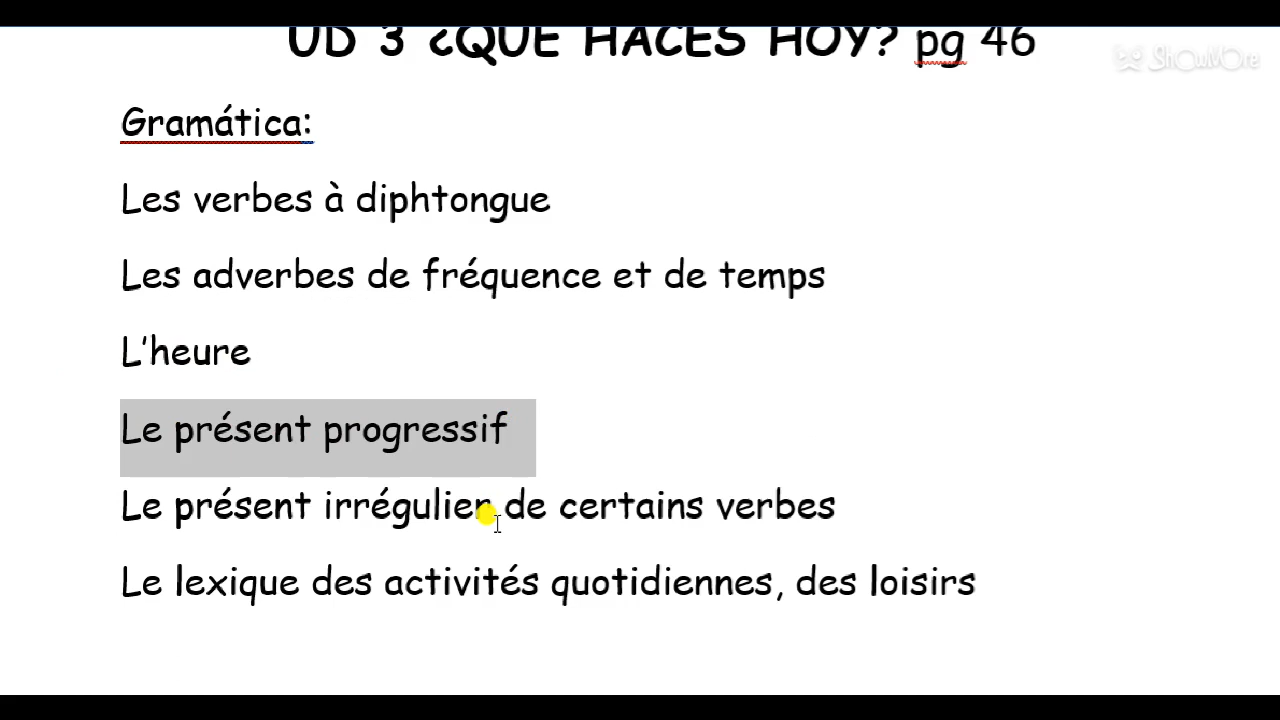 UD 3 ¿QUE HACES HOY? pg 46
ShowMore
Gramática:
Les verbes à diphtongue
Les adverbes de fréquence et de temps
L'heure
Le présent progressif
Le présent irrégulier de certains verbes
Le lexique des activités quotidiennes, des loisirs